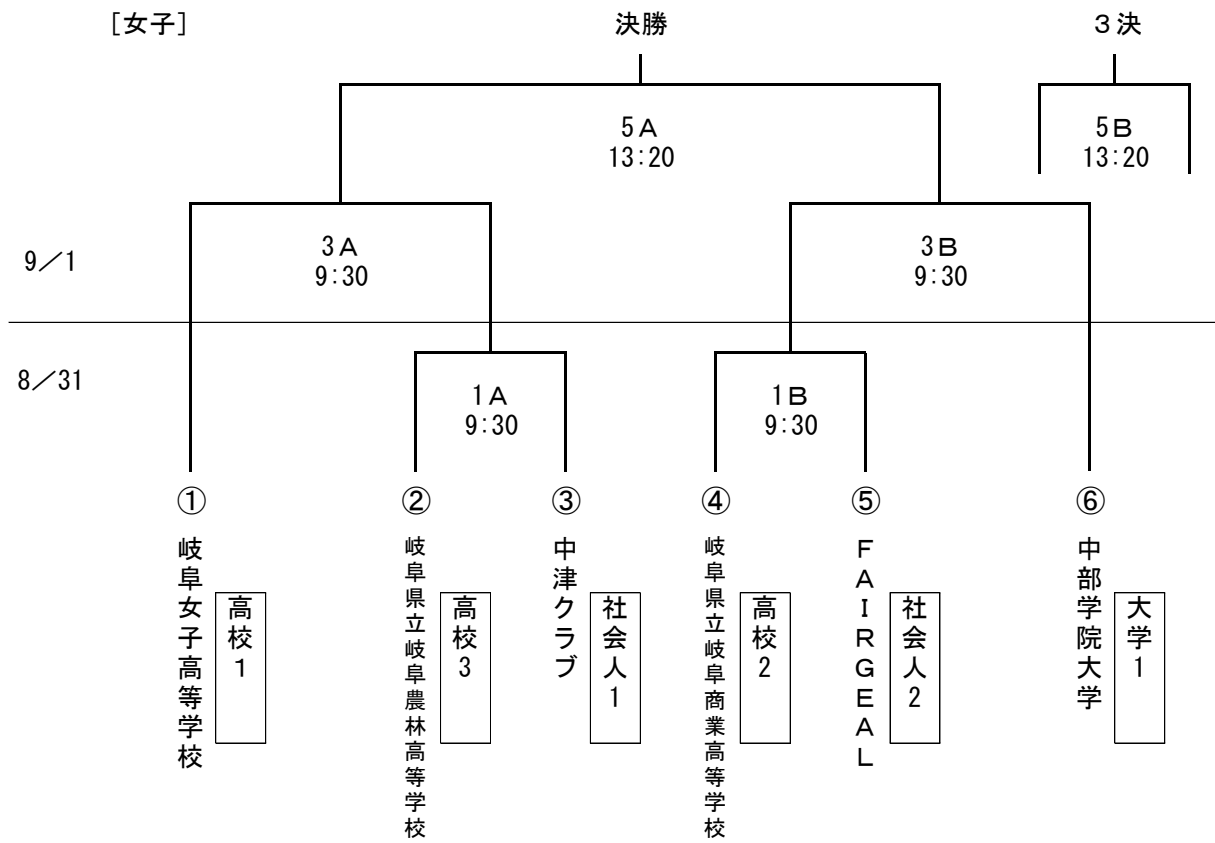 ［女子］
決勝
３決
5Ａ
13:20
5Ｂ
13:20
3Ａ
9:30
3Ｂ
9:30
9／1
8／31
1Ａ
9:30
1Ｂ
9:30
①
②
③
④
⑤
⑥
岐阜女子高等学校
高校１
岐阜県立岐阜農林高等学校
高校3
中津クラブ
社会人1
岐阜県立岐阜商業高等学校
高校2
ＦＡＩＲＧＥＡＬ
社会人2
中部学院大学
大学1